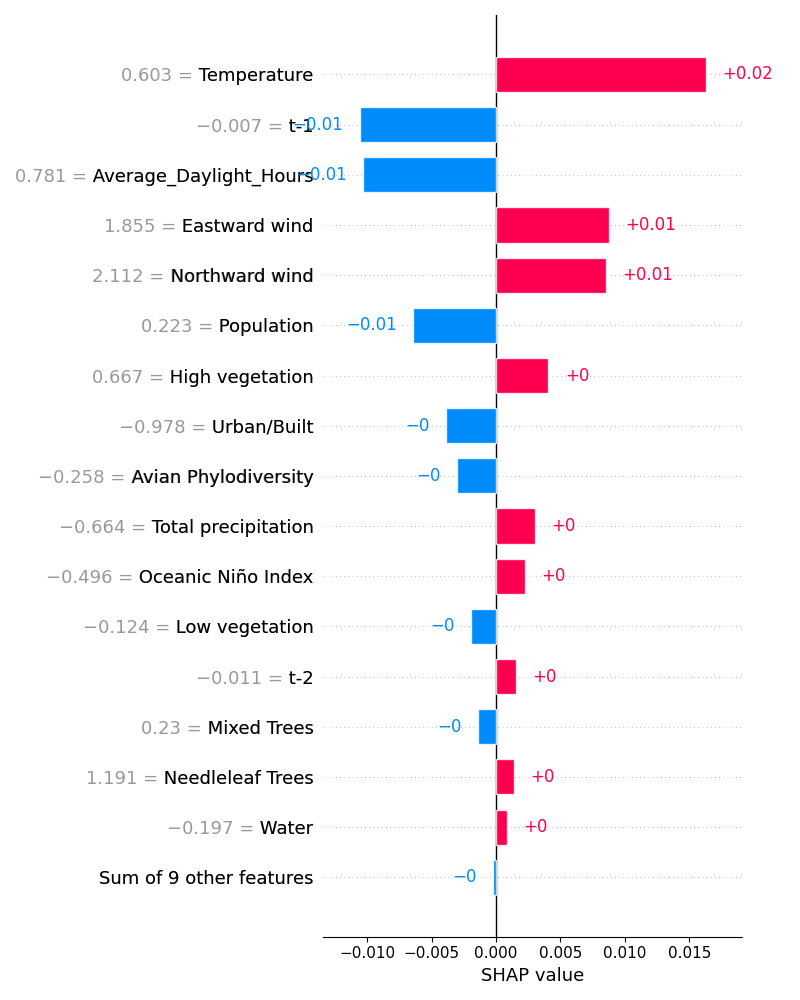 0.603 = Temperature +0.02
−0.007 = t-1 −0.01
0.781 = Average_Daylight_Hours −0.01
1.855 = Eastward wind +0.01
2.112 = Northward wind +0.01
0.223 = Population −0.01
0.667 = High vegetation +0
−0.978 = Urban/Built −0
−0.258 = Avian Phylodiversity −0
−0.664 = Total precipitation +0
−0.496 = Oceanic Niño Index +0
−0.124 = Low vegetation −0
−0.011 = t-2 +0
0.23 = Mixed Trees −0
1.191 = Needleleaf Trees +0
−0.197 = Water +0
Sum of 9 other features −0
−0.010 −0.005 0.000 0.005 0.010 0.015
SHAP value